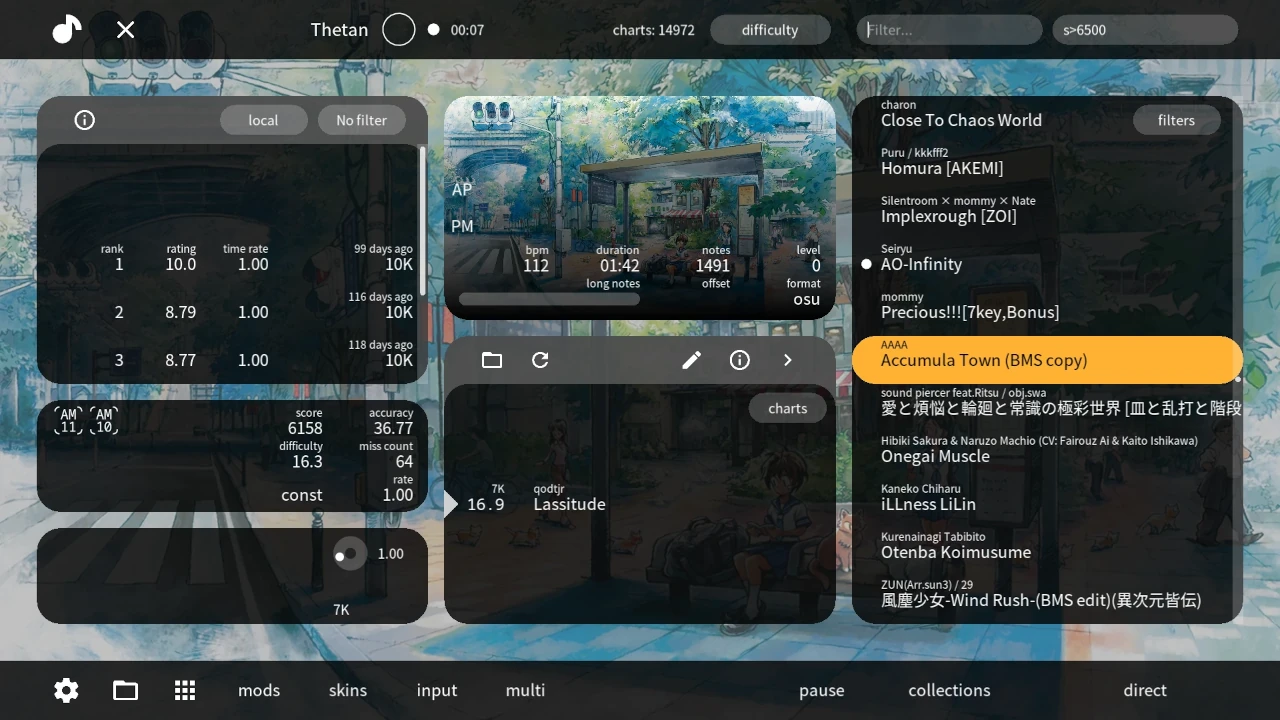 Thetan 00:07 charts: 14972 difficulty Filter... s>6500
local No filter
rank rating time rate 99 days ago
1 10.0 1.00 10K
116 days ago
2 8.79 1.00 10K
118 days ago
3 8.77 1.00 10K
AM 11 AM 10
score accuracy
6158 36.77
difficulty miss count
16.3 64
rate
const 1.00
1.00
7K
AP
PM
bpm duration notes level
112 01:42 1491 0
long notes offset format
osu
charts
7K qodtjr
16.9 Lassitude
charon
Close To Chaos World
filters
Puru / kkkfff2
Homura [AKEMI]
Silentroom × mommy × Nate
Implexrough [ZOI]
Seiryu
AO-Infinity
mommy
Precious!!![7key,Bonus]
AAAA
Accumula Town (BMS copy)
sound piercer feat.Ritsu / obj.swa
愛と煩悩と輪廻と常識の極彩世界 [皿と乱打と階段
Hibiki Sakura & Naruzo Machio (CV: Fairouz Ai & Kaito Ishikawa)
Onegai Muscle
Kaneko Chiharu
iLLness LiLin
Kurenainagi Tabibito
Otenba Koimusume
ZUN(Arr.sun3) / 29
風塵少女-Wind Rush-(BMS edit)(異次元皆伝)
mods skins input multi pause collections direct